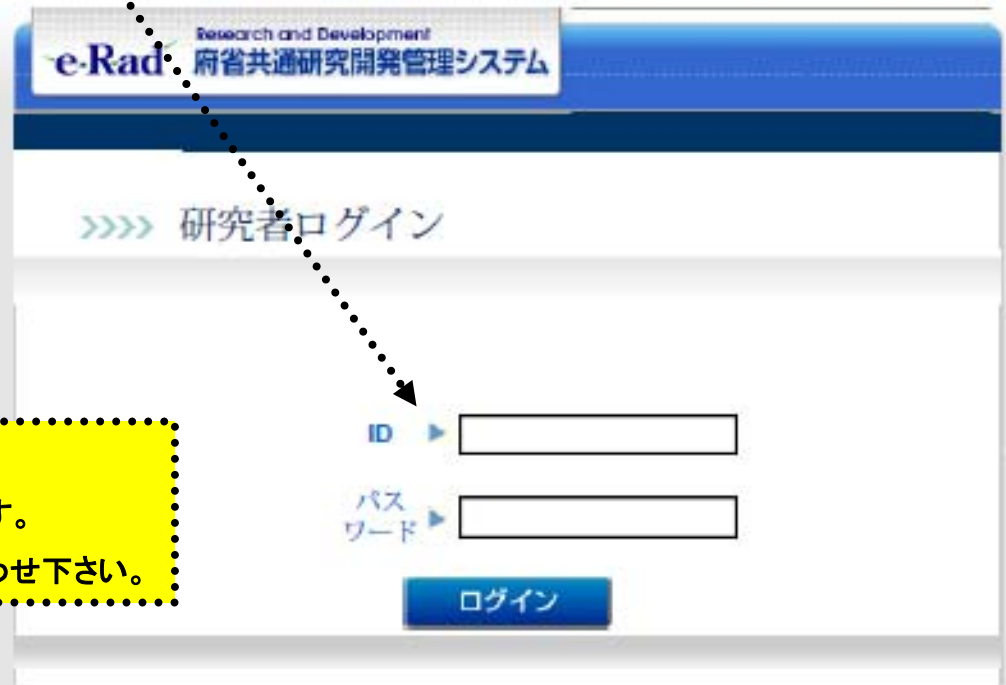 Research and Development
e-Rad 府省共通研究開発管理システム
>>>> 研究者ログイン
ID
パス
ワード
す。
わせ下さい。
ログイン